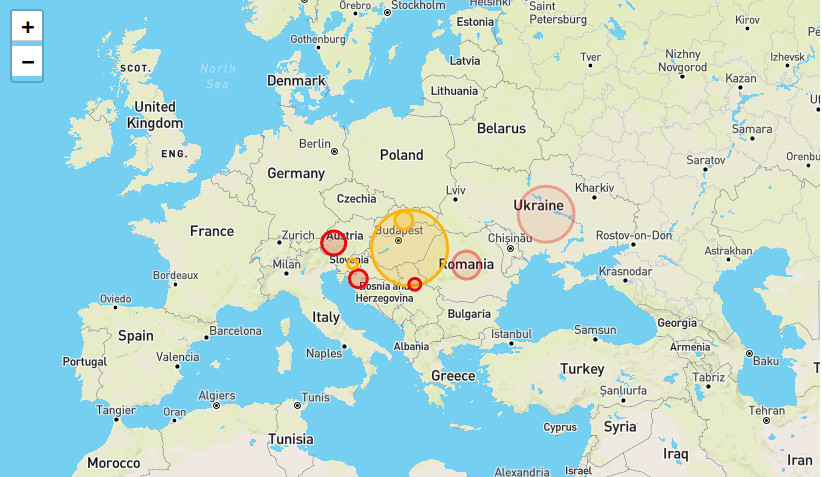 +
−
Helsinki
Örebro
Stockholm
Saint
Petersburg
Estonia
Gothenburg
Kirov
SCOT.
North
Sea
Denmark
Latvia
Tver
Nizhny
Novgorod
Izhevsk
Kazan
Lithuania
United
Kingdom
Belarus
Samara
ENG.
Berlin
Poland
Saratov
Germany
Czechia
Lviv
Kharkiv
Ukraine
France
Zurich
Austria
Budapest
Chișinău
Rostov-on-Don
Astrakhan
Milan
Slovenia
Romania
Krasnodar
Bordeaux
Bosnia and
Herzegovina
Oviedo
Italy
Bulgaria
Georgia
Spain
Barcelona
Istanbul
Samsun
Armenia
Portugal
Valencia
Naples
Albania
Baku
Greece
Turkey
Tabriz
Algiers
Tunis
Şanlıurfa
Tangier
Oran
Tehran
Cyprus
Syria
Tunisia
Iraq
Morocco
Alexandria
Israel
Iran